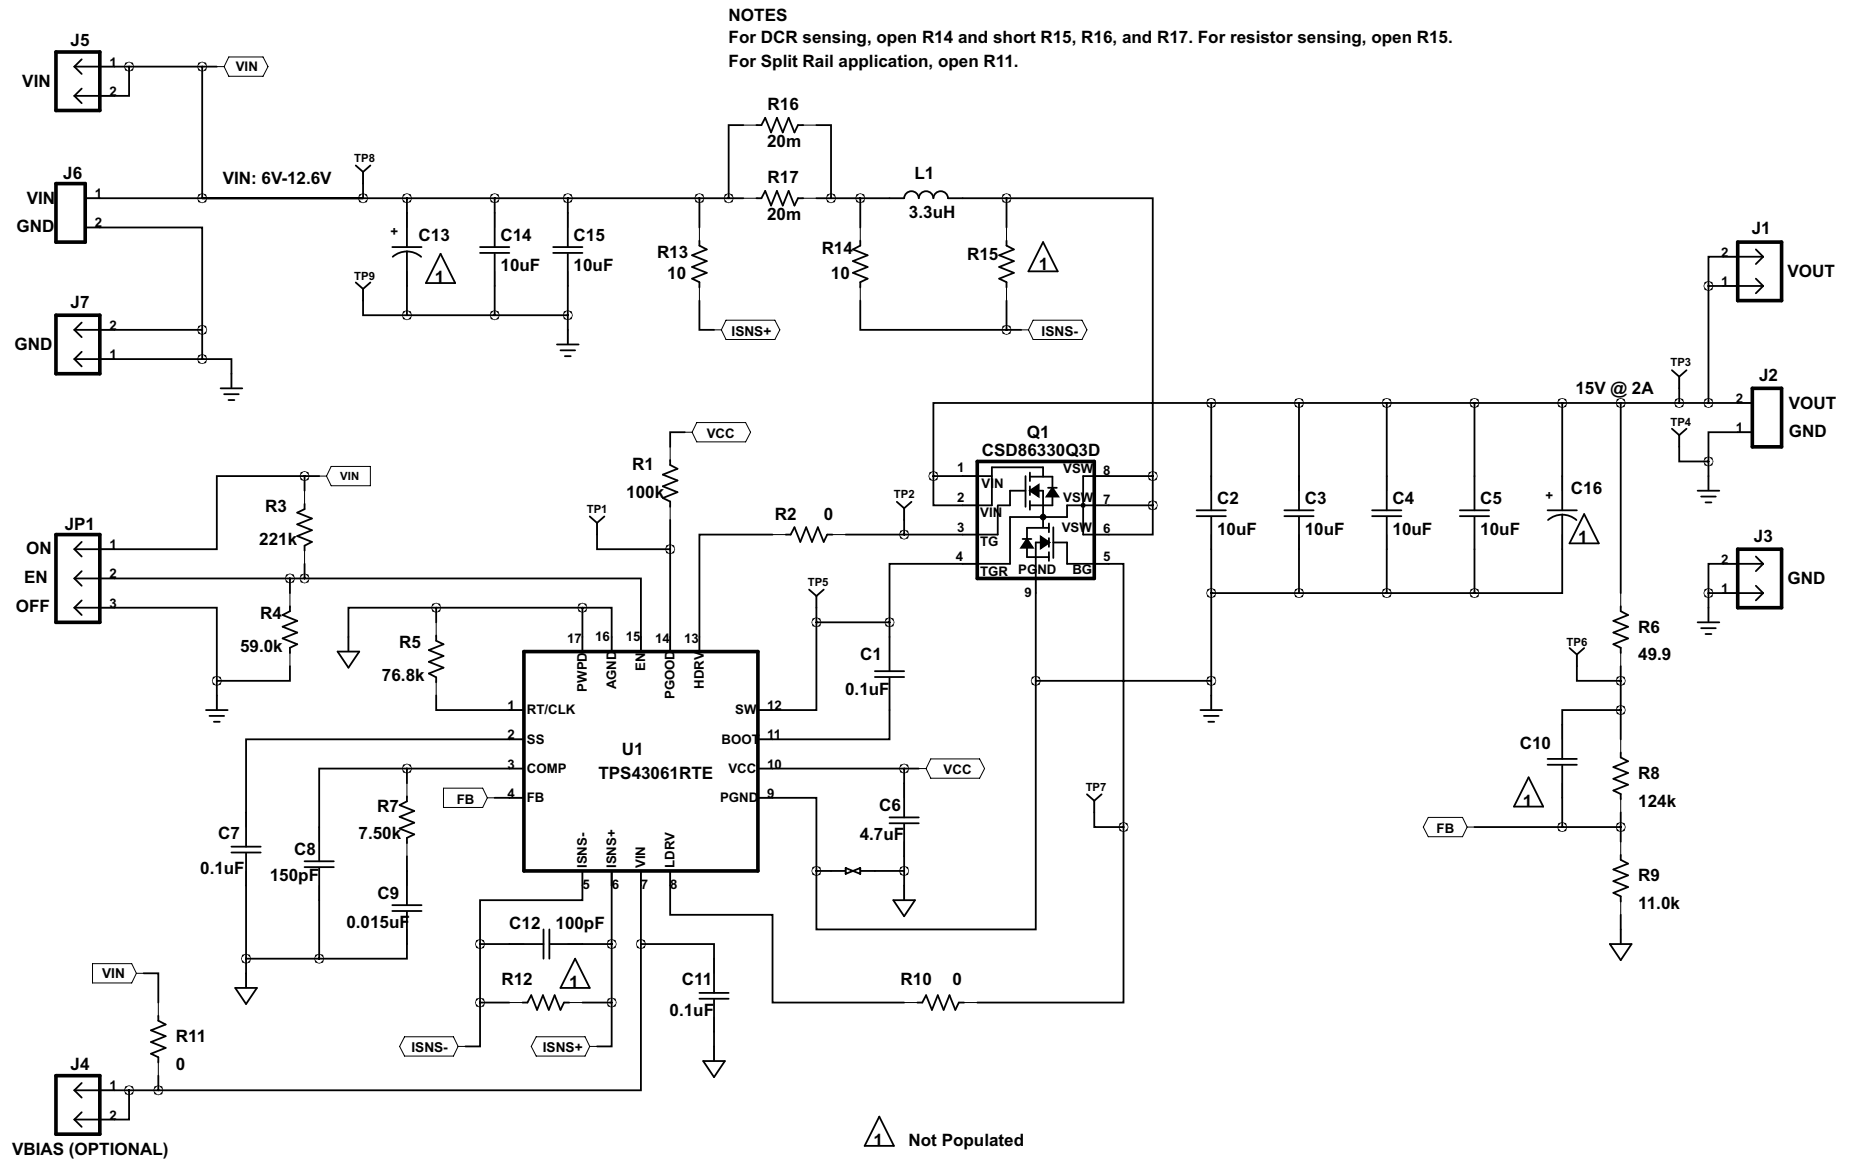 NOTES
For DCR sensing, open R14 and short R15, R16, and R17. For resistor sensing, open R15.
For Split Rail application, open R11.
J5
VIN
1
2
VIN
J6
VIN
GND
1
2
VIN: 6V-12.6V
TP8
J7
GND
2
1
TP9
+
C13
1
C14
10uF
C15
10uF
R16
20m
R17
20m
R13
10
ISNS+
R14
10
L1
3.3uH
R15
1
ISNS-
J1
2
1
VOUT
15V @ 2A
TP3
TP4
J2
2
1
VOUT
GND
J3
2
1
GND
VCC
R1
100k
TP1
R2
0
TP2
Q1
CSD86330Q3D
1
2
3
4
VIN
VIN
TG
TGR
VSW
VSW
VSW
BG
PGND
8
7
6
5
9
C2
10uF
C3
10uF
C4
10uF
C5
10uF
+
C16
1
VIN
R3
221k
JP1
ON
EN
OFF
1
2
3
R4
59.0k
R5
76.8k
TP5
C1
0.1uF
17
16
15
14
13
PWPD
AGND
EN
PGOOD
HDRV
1
2
3
4
RT/CLK
SS
COMP
FB
U1
TPS43061RTE
SW
BOOT
VCC
PGND
12
11
10
9
ISNS-
ISNS+
VIN
LDRV
5
6
7
8
FB
VCC
C6
4.7uF
TP7
TP6
R6
49.9
C10
1
R8
124k
FB
R9
11.0k
C7
0.1uF
C8
150pF
R7
7.50k
C9
0.015uF
C12
100pF
R12
1
C11
0.1uF
R10
0
ISNS-
ISNS+
VIN
R11
0
J4
1
2
VBIAS (OPTIONAL)
1
Not Populated